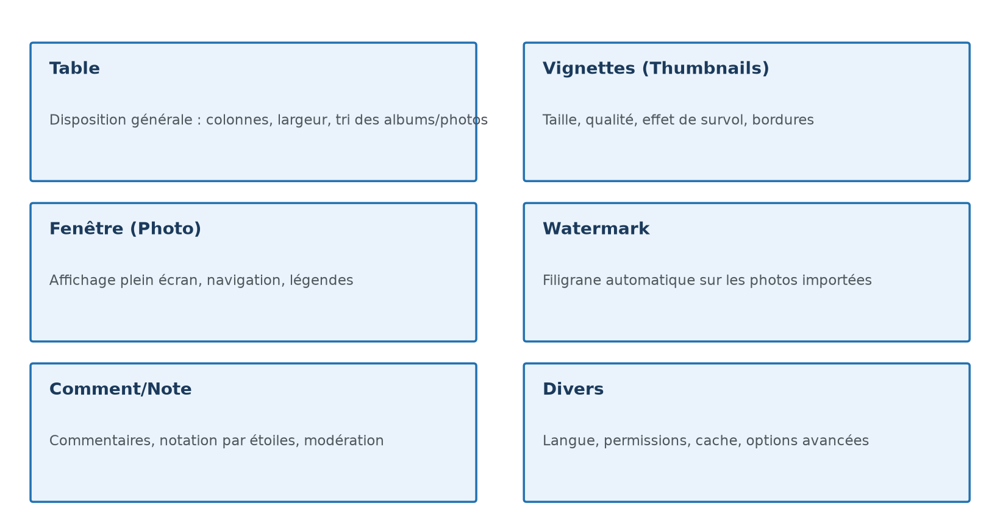 Table
Disposition générale : colonnes, largeur, tri des albums/photos
Vignettes (Thumbnails)
Taille, qualité, effet de survol, bordures
Fenêtre (Photo)
Affichage plein écran, navigation, légendes
Watermark
Filigrane automatique sur les photos importées
Comment/Note
Commentaires, notation par étoiles, modération
Divers
Langue, permissions, cache, options avancées